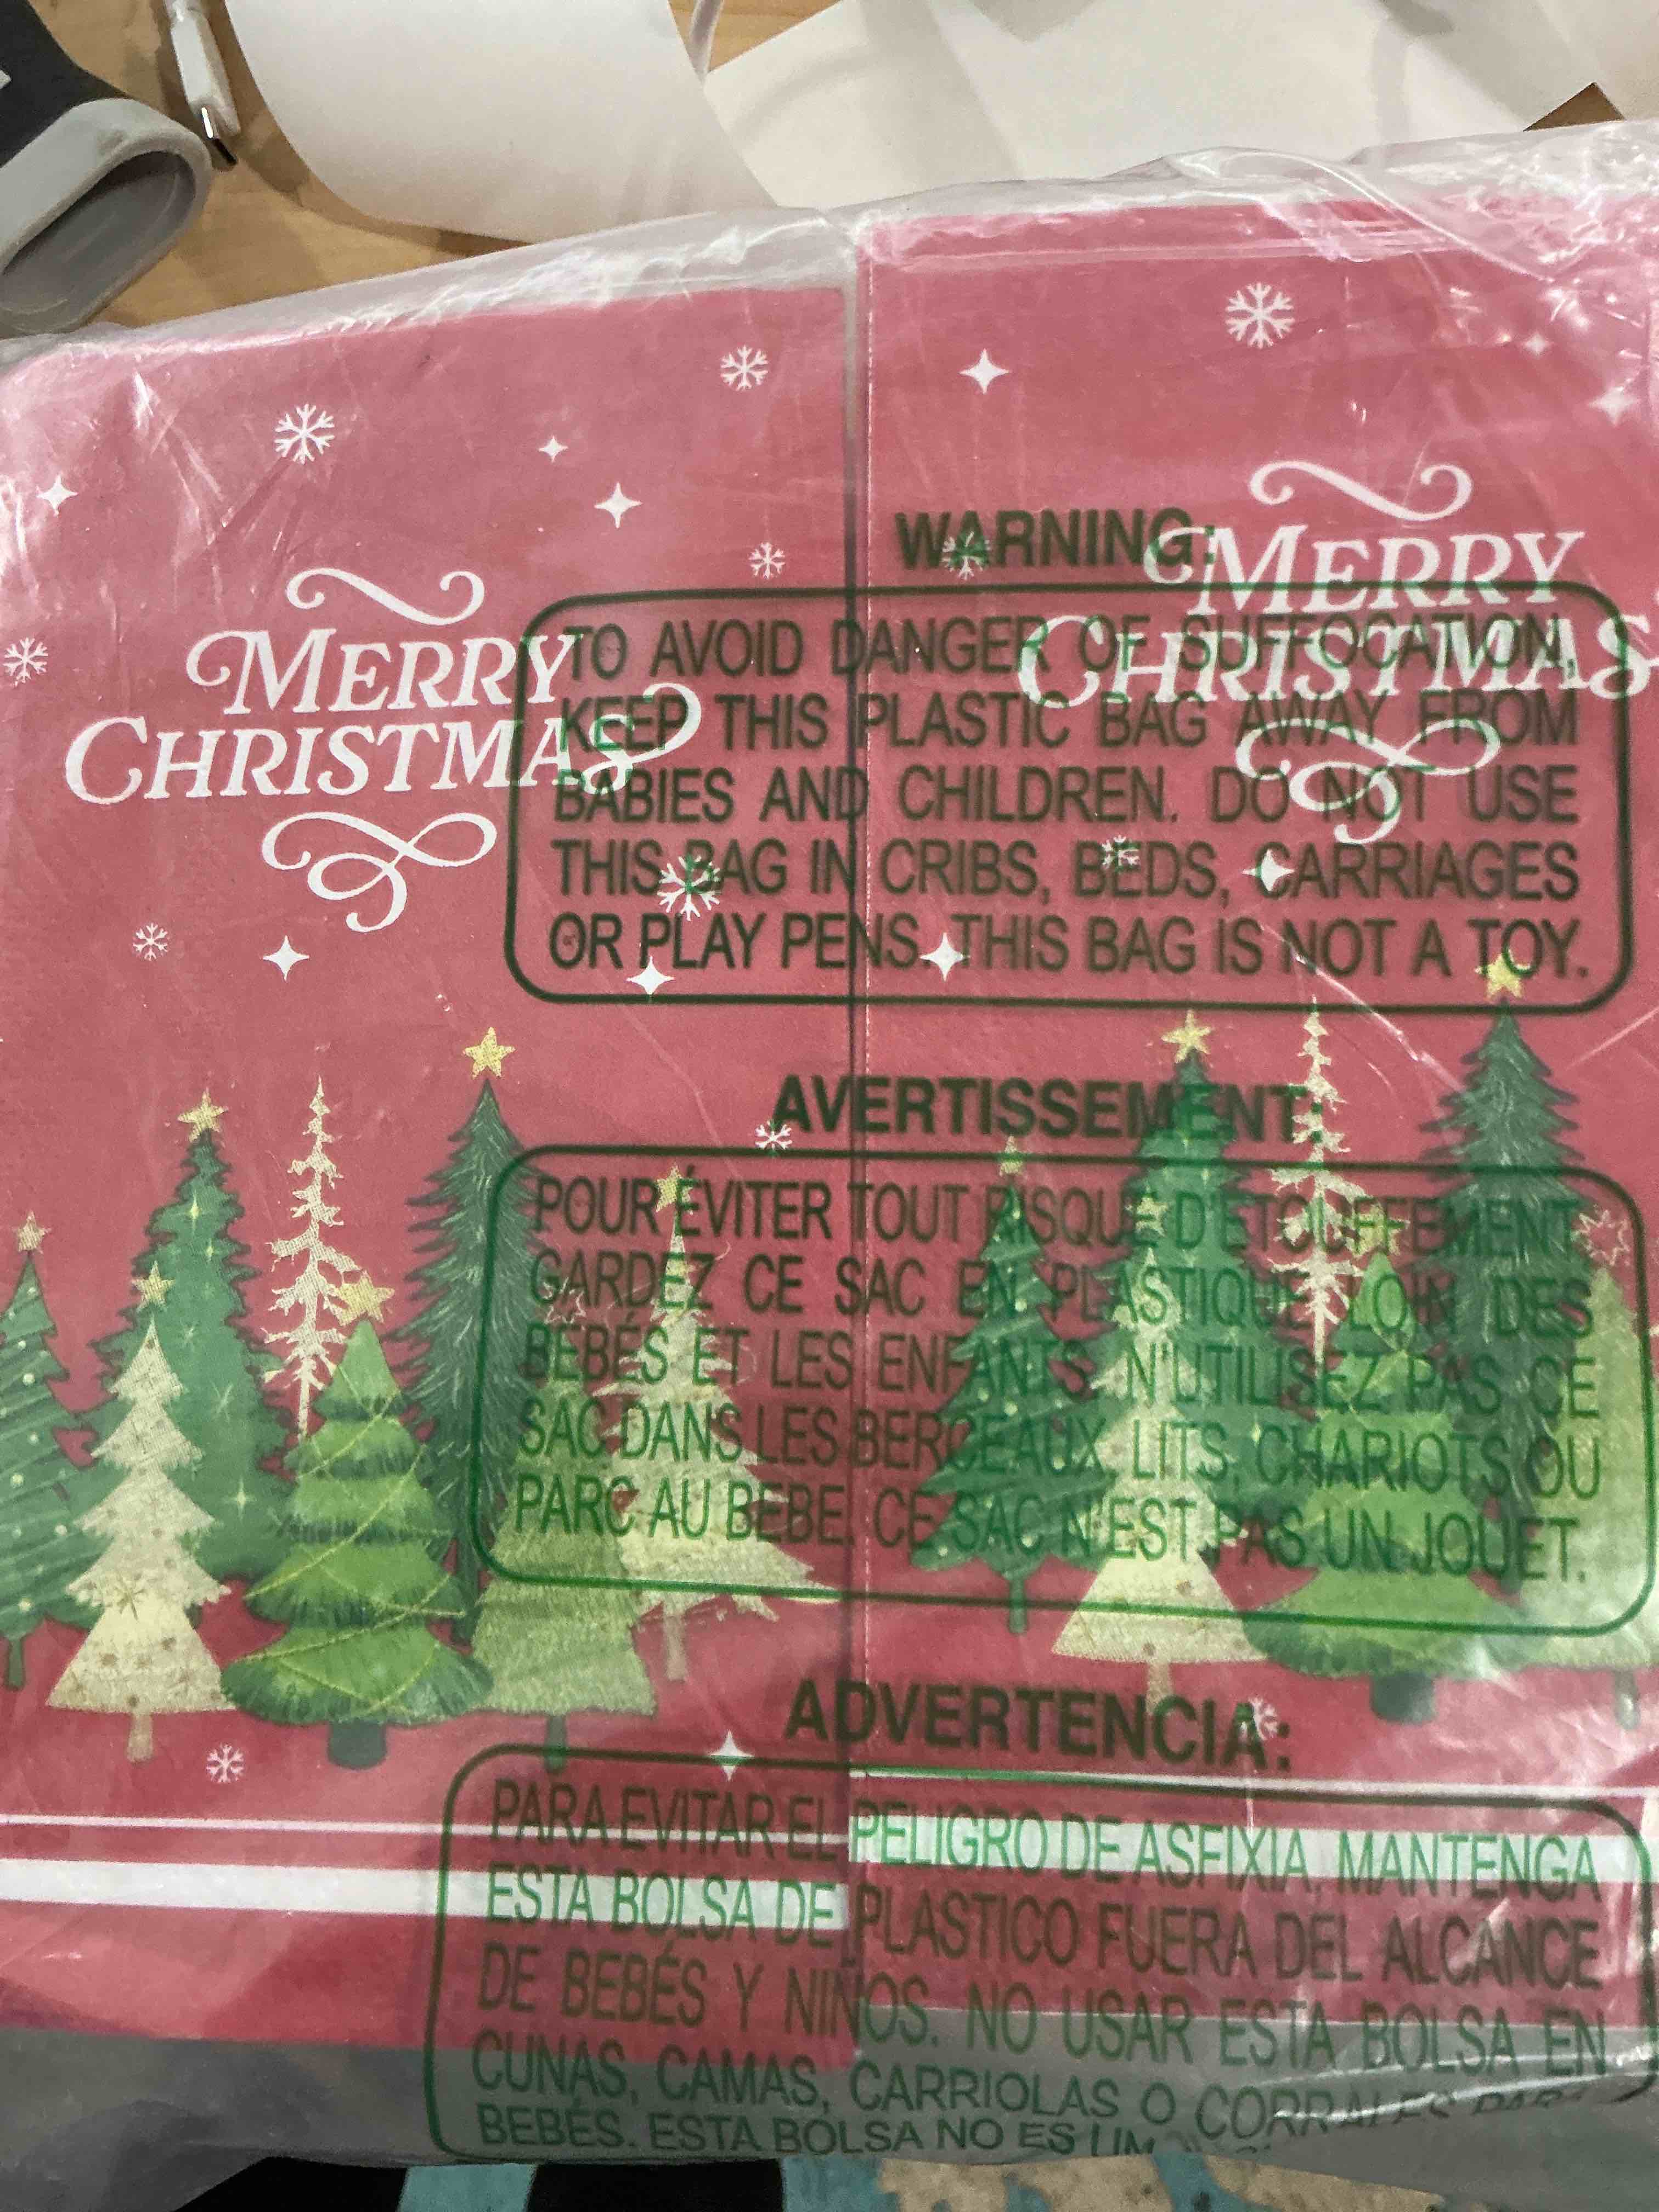 MERRY
CHRISTMAS
MERRY
CHRISTMAS
WARNING:
TO AVOID DANGER OF SUFFOCATION,
KEEP THIS PLASTIC BAG AWAY FROM
BABIES AND CHILDREN. DO NOT USE
THIS BAG IN CRIBS, BEDS, CARRIAGES
OR PLAY PENS. THIS BAG IS NOT A TOY.
AVERTISSEMENT:
POUR ÉVITER TOUT RISQUE D'ETOUFFEMENT
GARDEZ CE SAC EN PLASTIQUE LOIN DES
BÉBÉS ET LES ENFANTS N'UTILISEZ PAS CE
SAC DANS LES BERCEAUX LITS, CHARIOTS OU
PARC AU BEBE. CE SAC N'EST PAS UN JOUET.
ADVERTENCIA:
PARA EVITAR EL PELIGRO DE ASFIXIA, MANTENGA
ESTA BOLSA DE PLASTICO FUERA DEL ALCANCE
DE BEBÉS Y NIÑOS. NO USAR ESTA BOLSA EN
CUNAS, CAMAS, CARRIOLAS O CORRALES PARA
BEBÉS. ESTA BOLSA NO ES